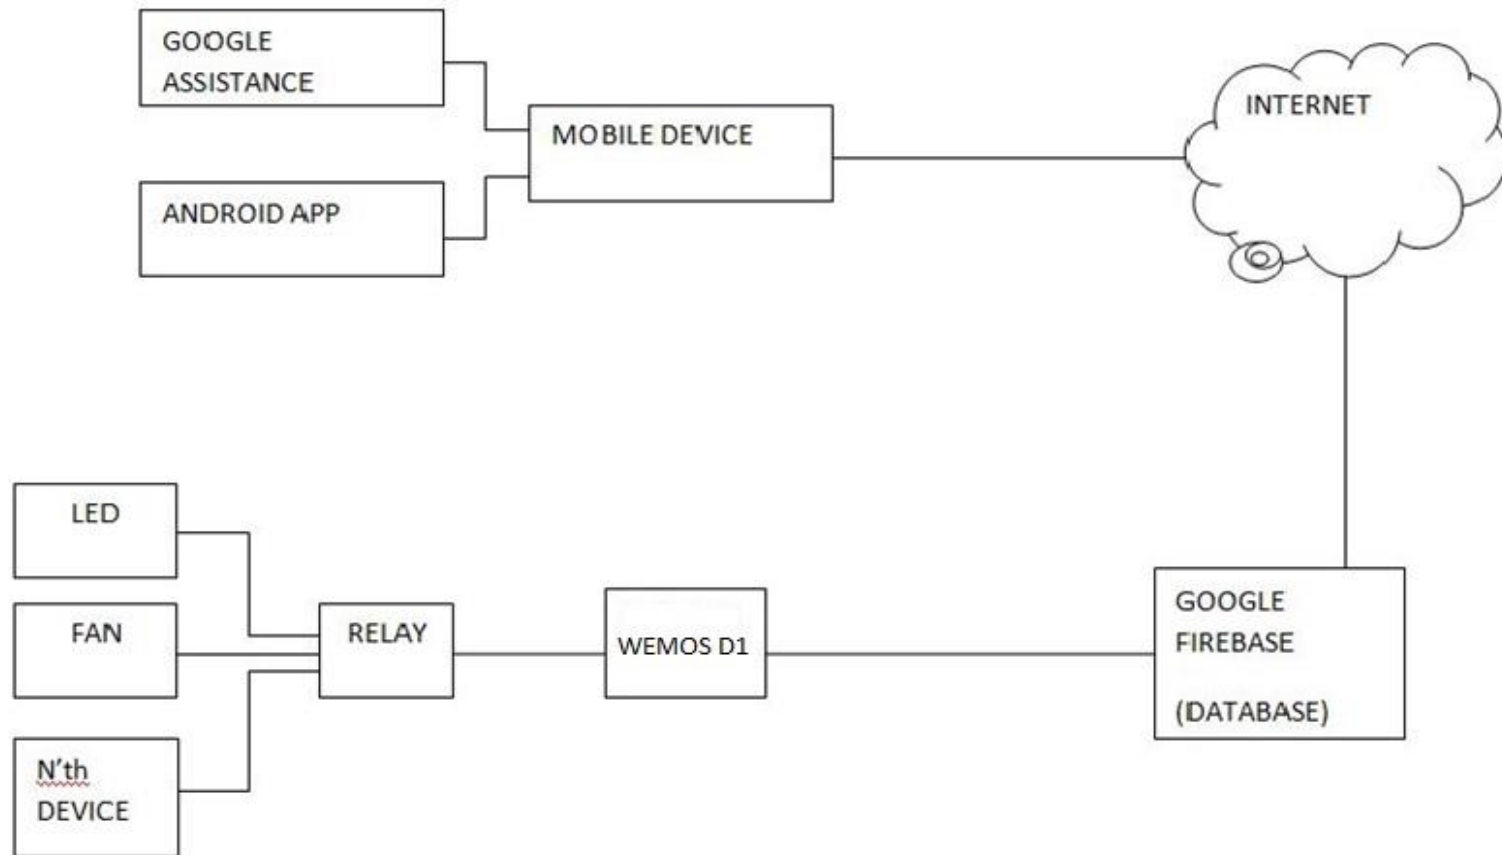 GOOGLE
ASSISTANCE
MOBILE DEVICE
INTERNET
ANDROID APP
LED
FAN
RELAY
WEMOS D1
GOOGLE
FIREBASE
(DATABASE)
N'th
DEVICE